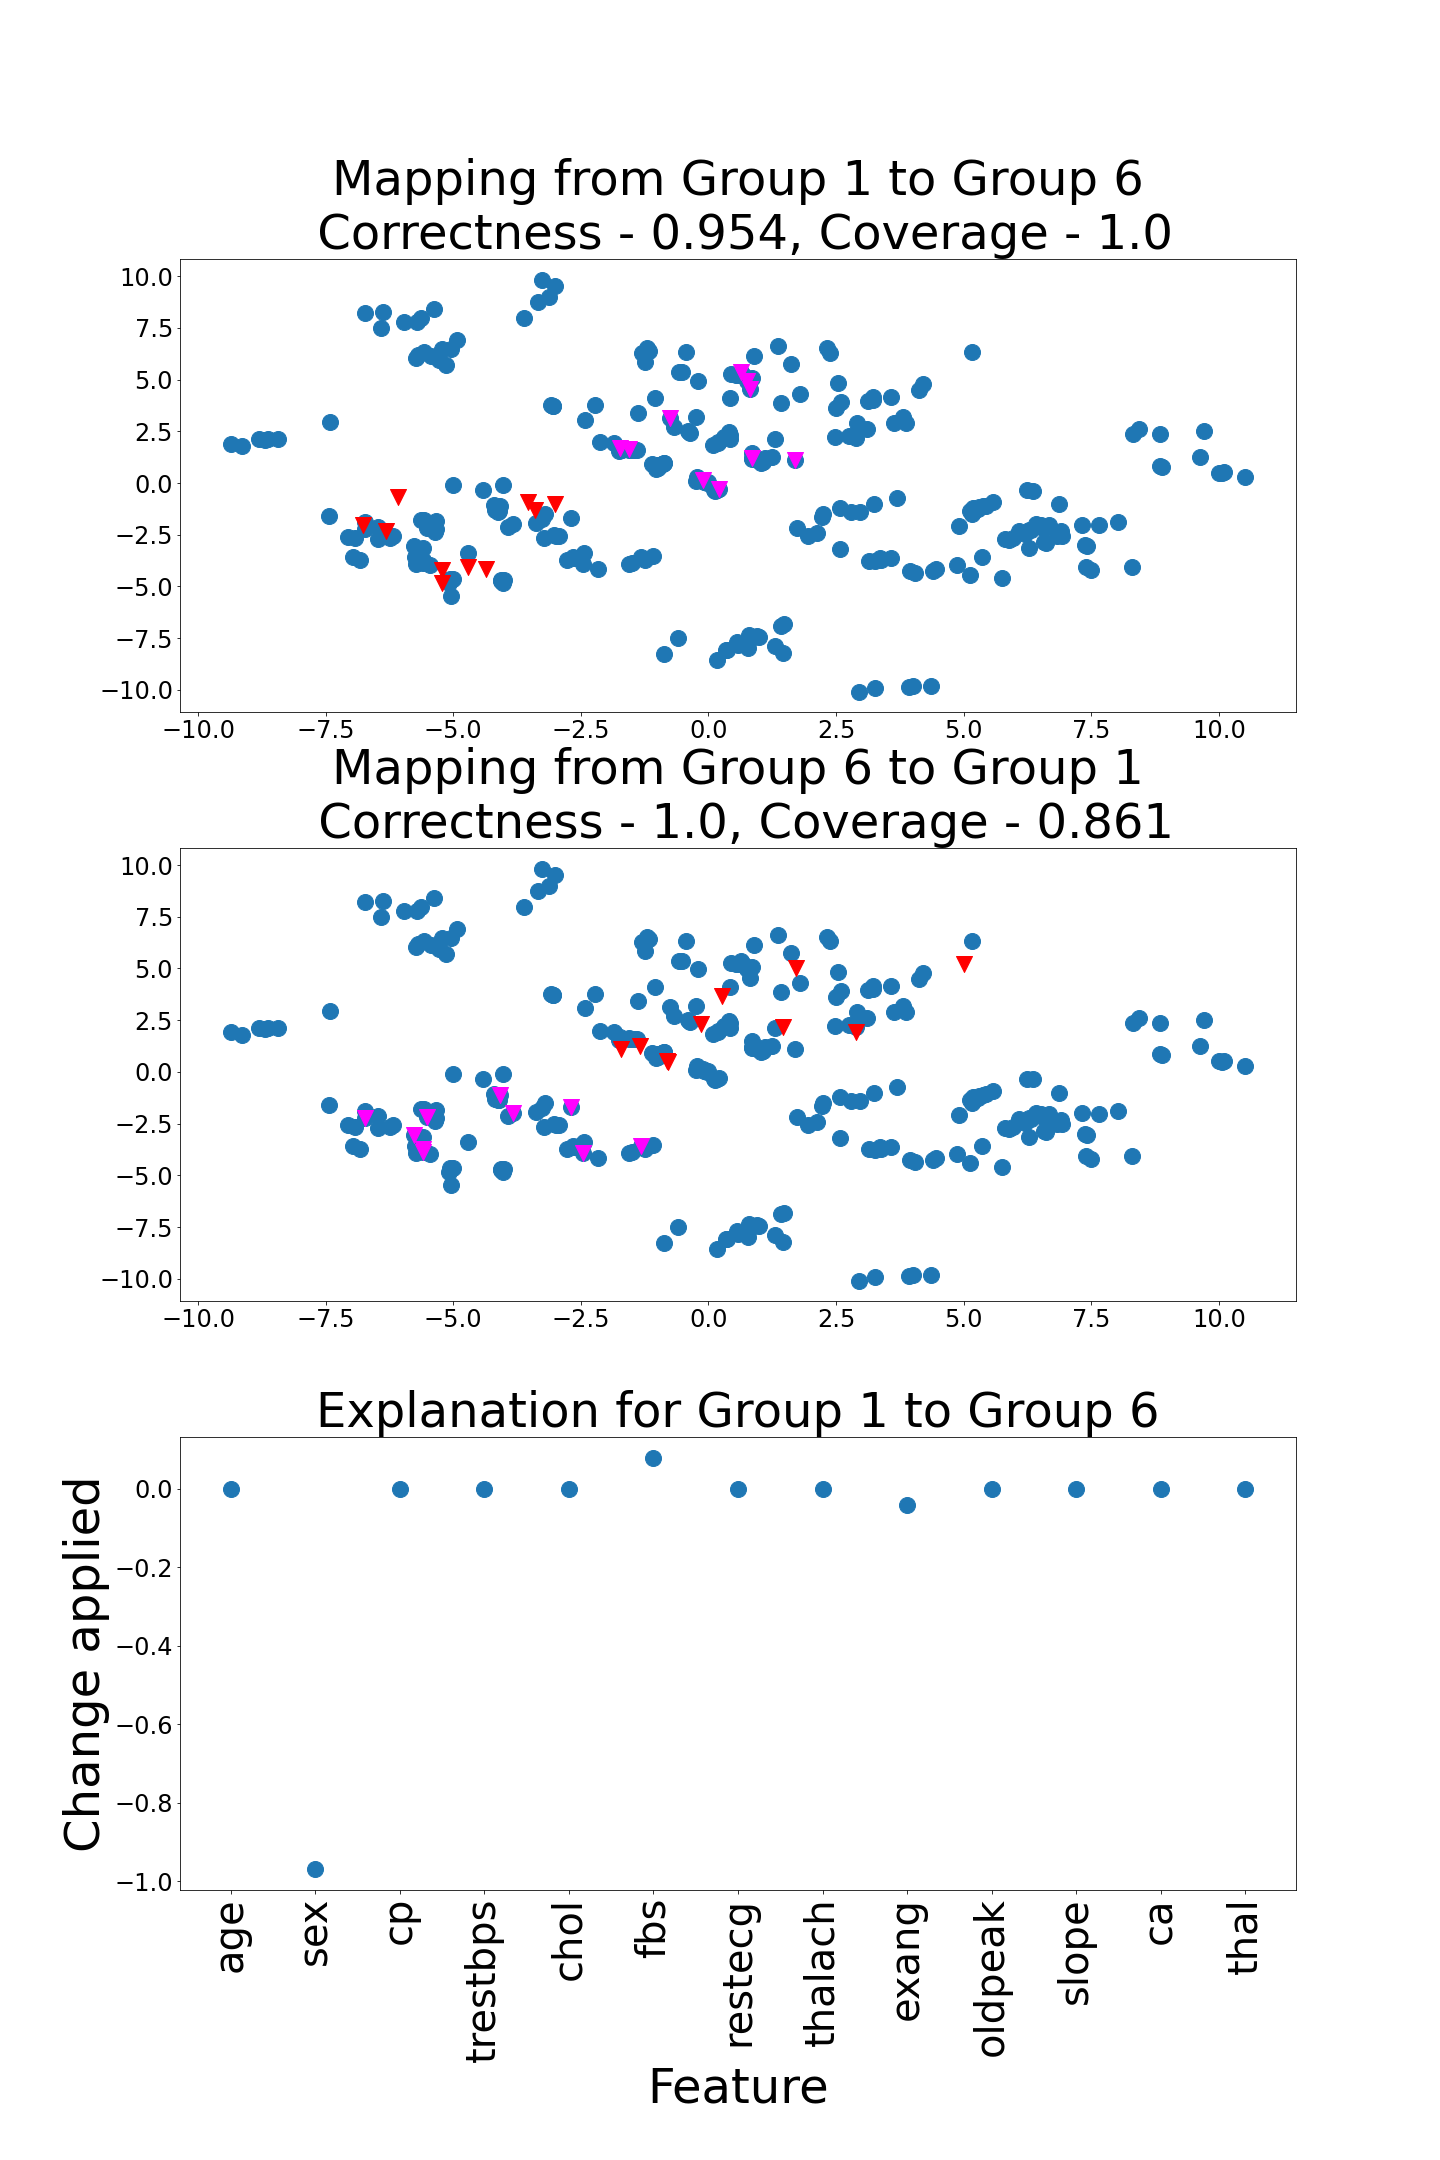 Mapping from Group 1 to Group 6
Correctness - 0.954, Coverage - 1.0
10.0
7.5
5.0
2.5
0.0
−2.5
−5.0
−7.5
−10.0
−10.0 −7.5 −5.0 −2.5 0.0 2.5 5.0 7.5 10.0
Mapping from Group 6 to Group 1
Correctness - 1.0, Coverage - 0.861
10.0
7.5
5.0
2.5
0.0
−2.5
−5.0
−7.5
−10.0
−10.0 −7.5 −5.0 −2.5 0.0 2.5 5.0 7.5 10.0
Explanation for Group 1 to Group 6
Change applied
0.0
−0.2
−0.4
−0.6
−0.8
−1.0
age
sex
cp
trestbps
chol
fbs
restecg
thalach
exang
oldpeak
slope
ca
thal
Feature